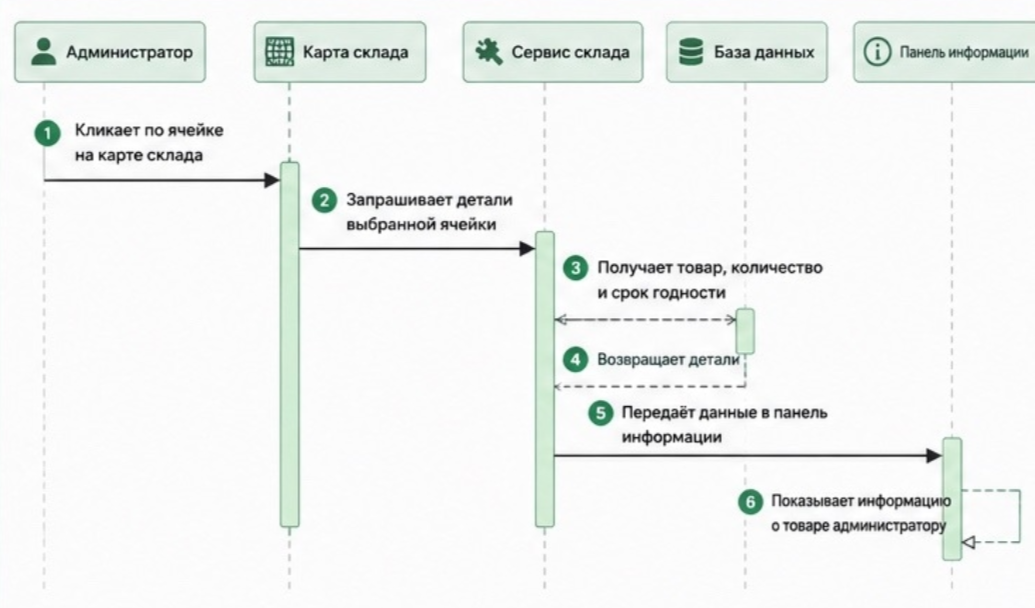 Администратор
Карта склада
Сервис склада
База данных
Панель информации
1
Кликает по ячейке
на карте склада
2
Запрашивает детали
выбранной ячейки
3
Получает товар, количество
и срок годности
4
Возвращает детали
5
Передаёт данные в панель
информации
6
Показывает информацию
о товаре администратору